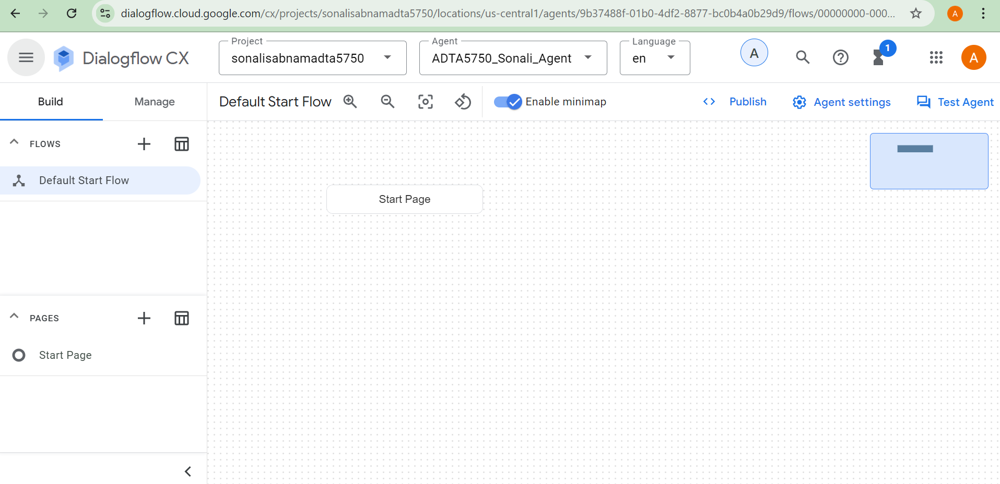 dialogflow.cloud.google.com/cx/projects/sonalisabnamadta5750/locations/us-central1/agents/9b37488f-01b0-4df2-8877-bc0b4a0b29d9/flows/00000000-000...
A
Dialogflow CX
Project
sonalisabnamadta5750
Agent
ADTA5750_Sonali_Agent
Language
en
A
1
A
Build
Manage
Default Start Flow
Enable minimap
Publish
Agent settings
Test Agent
FLOWS
Default Start Flow
Start Page
PAGES
Start Page